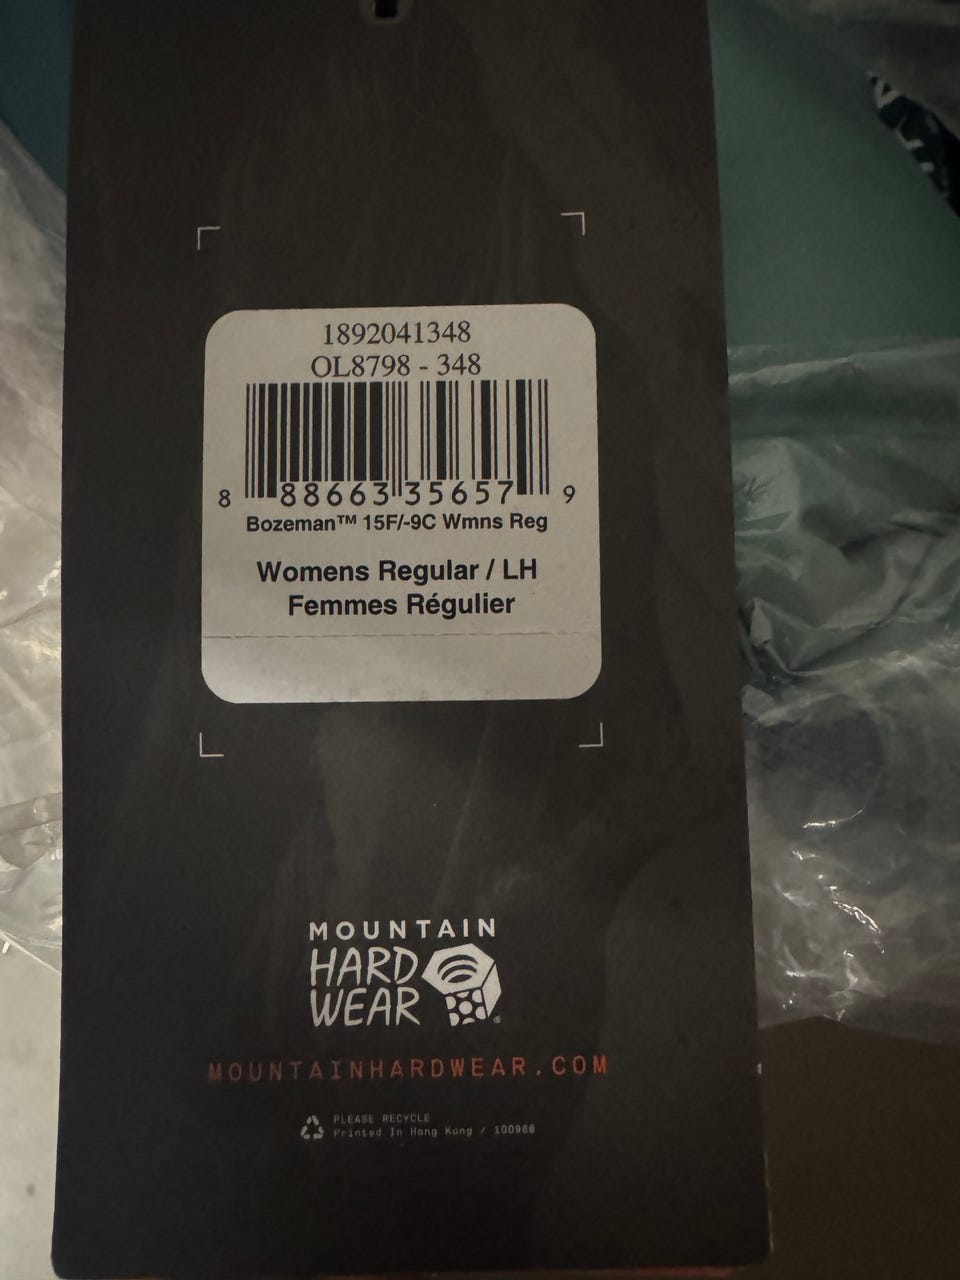 1892041348
OL8798 - 348
8 88663 35657 9
Bozeman™ 15F/-9C Wmns Reg
Womens Regular / LH
Femmes Régulier
MOUNTAIN
HARD
WEAR
MOUNTAINHARDWEAR.COM
PLEASE RECYCLE
Printed In Hong Kong / 100988